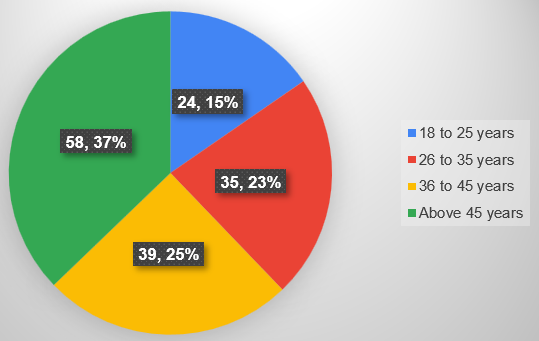 24, 15%
35, 23%
39, 25%
58, 37%
18 to 25 years
26 to 35 years
36 to 45 years
Above 45 years